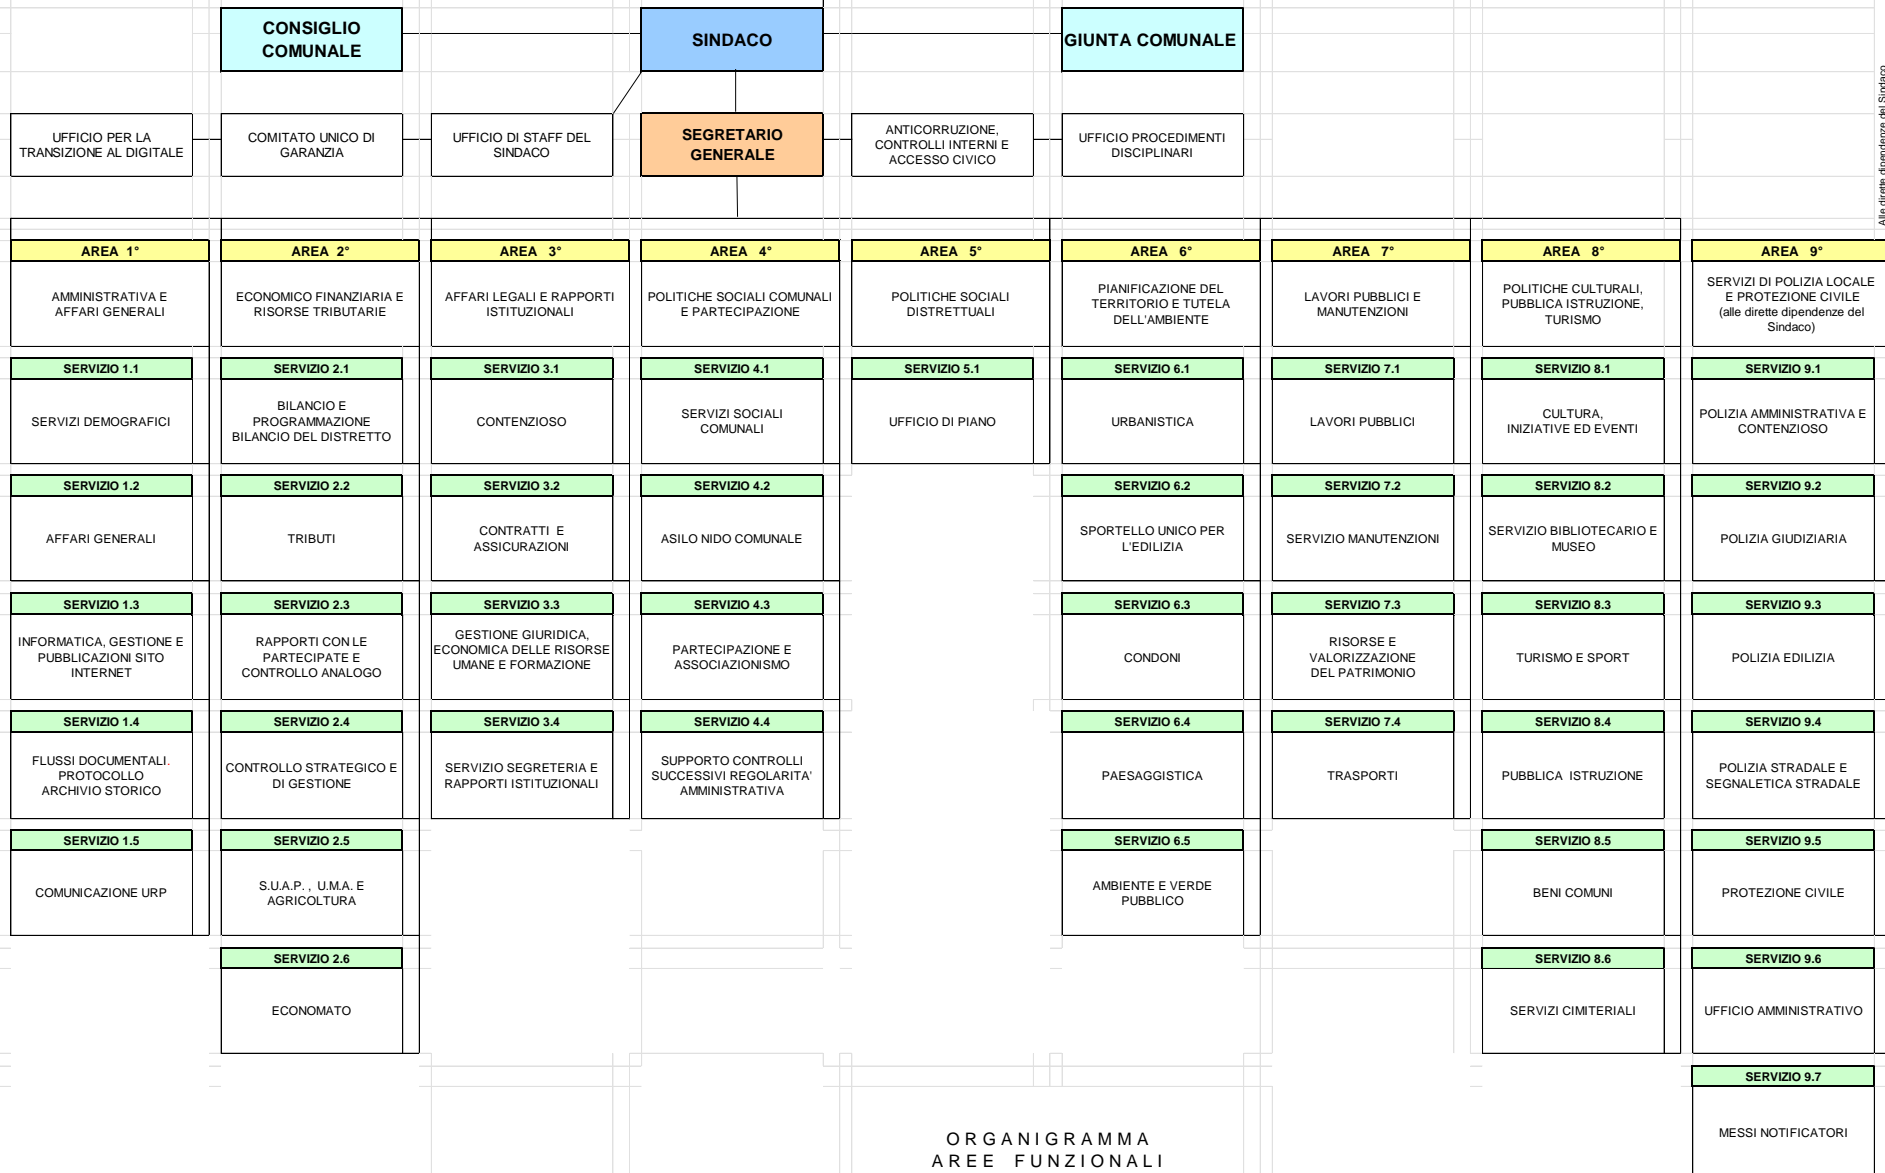 CONSIGLIO
COMUNALE
SINDACO
GIUNTA COMUNALE
Alle dirette dipendenze del Sindaco
UFFICIO PER LA
TRANSIZIONE AL DIGITALE
COMITATO UNICO DI
GARANZIA
UFFICIO DI STAFF DEL
SINDACO
SEGRETARIO
GENERALE
ANTICORRUZIONE,
CONTROLLI INTERNI E
ACCESSO CIVICO
UFFICIO PROCEDIMENTI
DISCIPLINARI
AREA 1°
AREA 2°
AREA 3°
AREA 4°
AREA 5°
AREA 6°
AREA 7°
AREA 8°
AREA 9°
AMMINISTRATIVA E
AFFARI GENERALI
ECONOMICO FINANZIARIA E
RISORSE TRIBUTARIE
AFFARI LEGALI E RAPPORTI
ISTITUZIONALI
POLITICHE SOCIALI COMUNALI
E PARTECIPAZIONE
POLITICHE SOCIALI
DISTRETTUALI
PIANIFICAZIONE DEL
TERRITORIO E TUTELA
DELL'AMBIENTE
LAVORI PUBBLICI E
MANUTENZIONI
POLITICHE CULTURALI,
PUBBLICA ISTRUZIONE,
TURISMO
SERVIZI DI POLIZIA LOCALE
E PROTEZIONE CIVILE
(alle dirette dipendenze del
Sindaco)
SERVIZIO 1.1
SERVIZIO 2.1
SERVIZIO 3.1
SERVIZIO 4.1
SERVIZIO 5.1
SERVIZIO 6.1
SERVIZIO 7.1
SERVIZIO 8.1
SERVIZIO 9.1
SERVIZI DEMOGRAFICI
BILANCIO E
PROGRAMMAZIONE
BILANCIO DEL DISTRETTO
CONTENZIOSO
SERVIZI SOCIALI
COMUNALI
UFFICIO DI PIANO
URBANISTICA
LAVORI PUBBLICI
CULTURA,
INIZIATIVE ED EVENTI
POLIZIA AMMINISTRATIVA E
CONTENZIOSO
SERVIZIO 1.2
SERVIZIO 2.2
SERVIZIO 3.2
SERVIZIO 4.2
SERVIZIO 6.2
SERVIZIO 7.2
SERVIZIO 8.2
SERVIZIO 9.2
AFFARI GENERALI
TRIBUTI
CONTRATTI E
ASSICURAZIONI
ASILO NIDO COMUNALE
SPORTELLO UNICO PER
L'EDILIZIA
SERVIZIO MANUTENZIONI
SERVIZIO BIBLIOTECARIO E
MUSEO
POLIZIA GIUDIZIARIA
SERVIZIO 1.3
SERVIZIO 2.3
SERVIZIO 3.3
SERVIZIO 4.3
SERVIZIO 6.3
SERVIZIO 7.3
SERVIZIO 8.3
SERVIZIO 9.3
INFORMATICA, GESTIONE E
PUBBLICAZIONI SITO
INTERNET
RAPPORTI CON LE
PARTECIPATE E
CONTROLLO ANALOGO
GESTIONE GIURIDICA,
ECONOMICA DELLE RISORSE
UMANE E FORMAZIONE
PARTECIPAZIONE E
ASSOCIAZIONISMO
CONDONI
RISORSE E
VALORIZZAZIONE
DEL PATRIMONIO
TURISMO E SPORT
POLIZIA EDILIZIA
SERVIZIO 1.4
SERVIZIO 2.4
SERVIZIO 3.4
SERVIZIO 4.4
SERVIZIO 6.4
SERVIZIO 7.4
SERVIZIO 8.4
SERVIZIO 9.4
FLUSSI DOCUMENTALI.
PROTOCOLLO
ARCHIVIO STORICO
CONTROLLO STRATEGICO E
DI GESTIONE
SERVIZIO SEGRETERIA E
RAPPORTI ISTITUZIONALI
SUPPORTO CONTROLLI
SUCCESSIVI REGOLARITA'
AMMINISTRATIVA
PAESAGGISTICA
TRASPORTI
PUBBLICA ISTRUZIONE
POLIZIA STRADALE E
SEGNALETICA STRADALE
SERVIZIO 1.5
SERVIZIO 2.5
SERVIZIO 6.5
SERVIZIO 8.5
SERVIZIO 9.5
COMUNICAZIONE URP
S.U.A.P. , U.M.A. E
AGRICOLTURA
AMBIENTE E VERDE
PUBBLICO
BENI COMUNI
PROTEZIONE CIVILE
SERVIZIO 2.6
SERVIZIO 8.6
SERVIZIO 9.6
ECONOMATO
SERVIZI CIMITERIALI
UFFICIO AMMINISTRATIVO
SERVIZIO 9.7
MESSI NOTIFICATORI
ORGANIGRAMMA
AREE FUNZIONALI